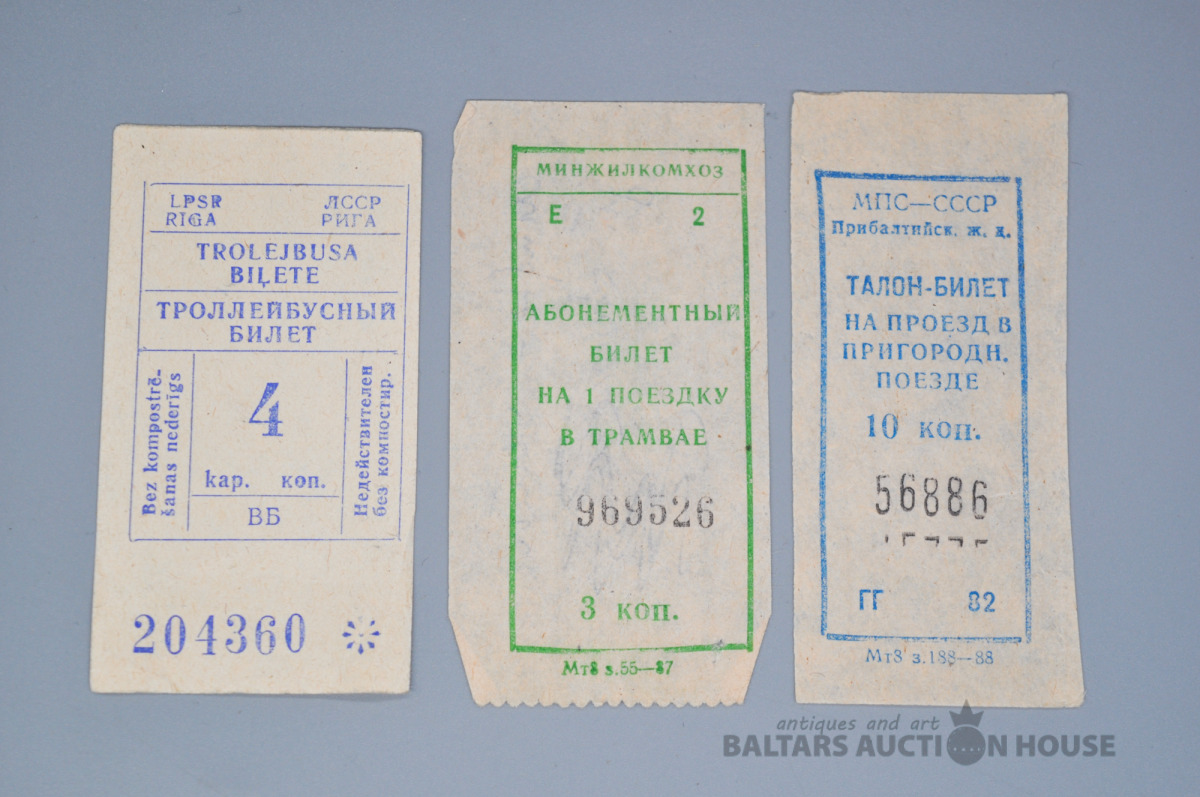 LPSR ЛССР
RĪGA РИГА
TROLEJBUSA
BIĻETE
ТРОЛЛЕЙБУСНЫЙ
БИЛЕТ
Bez kompostrē-
šanas nederīgs
4
kap. коп.
ВБ
Недействителен
без компостир.
204360
МИНЖИЛКОМХОЗ
Е 2
АБОНЕМЕНТНЫЙ
БИЛЕТ
НА 1 ПОЕЗДКУ
В ТРАМВАЕ
969526
3 КОП.
Мт8 з.55—87
МПС—СССР
Прибалтийск. ж. д.
ТАЛОН-БИЛЕТ
НА ПРОЕЗД В
ПРИГОРОДН.
ПОЕЗДЕ
10 КОП.
56886
ГГ 82
Мт8 з.188—88
antiques and art
BALTARS AUCTION HOUSE